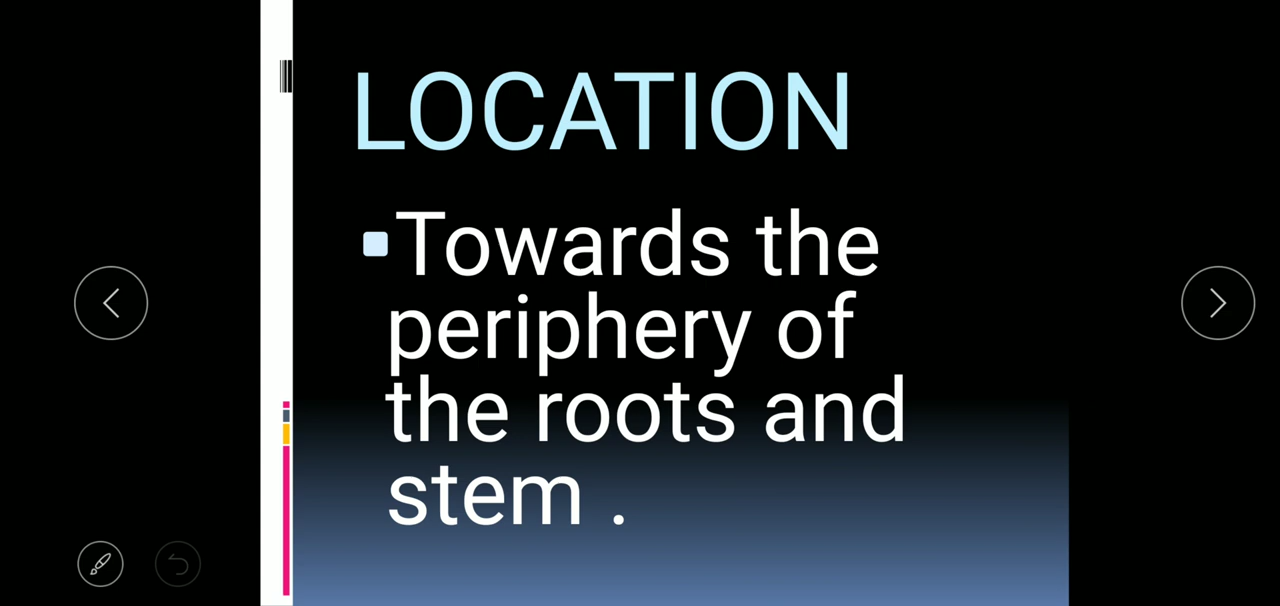 LOCATION
Towards the
periphery of
the roots and
stem .